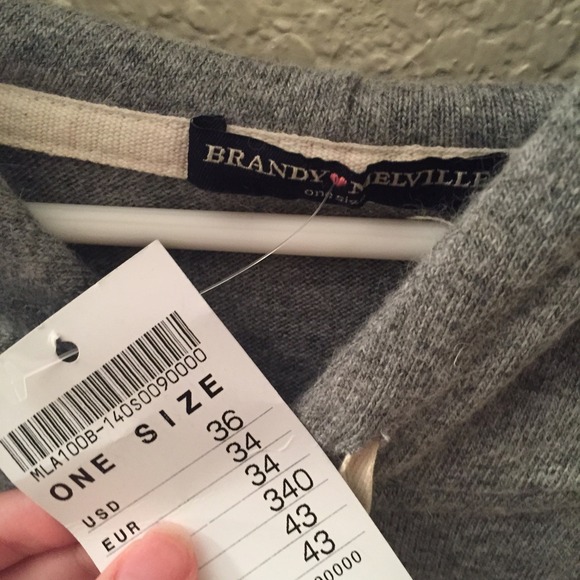 BRANDY MELVILLE
one size
MLA100B-140S0090000
ONE SIZE
USD 36
EUR 34
34
340
43
43